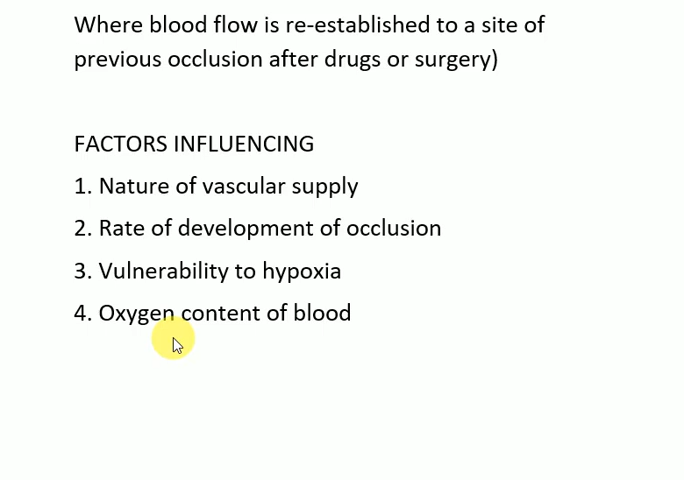 Where blood flow is re-established to a site of
previous occlusion after drugs or surgery)
FACTORS INFLUENCING
1. Nature of vascular supply
2. Rate of development of occlusion
3. Vulnerability to hypoxia
4. Oxygen content of blood